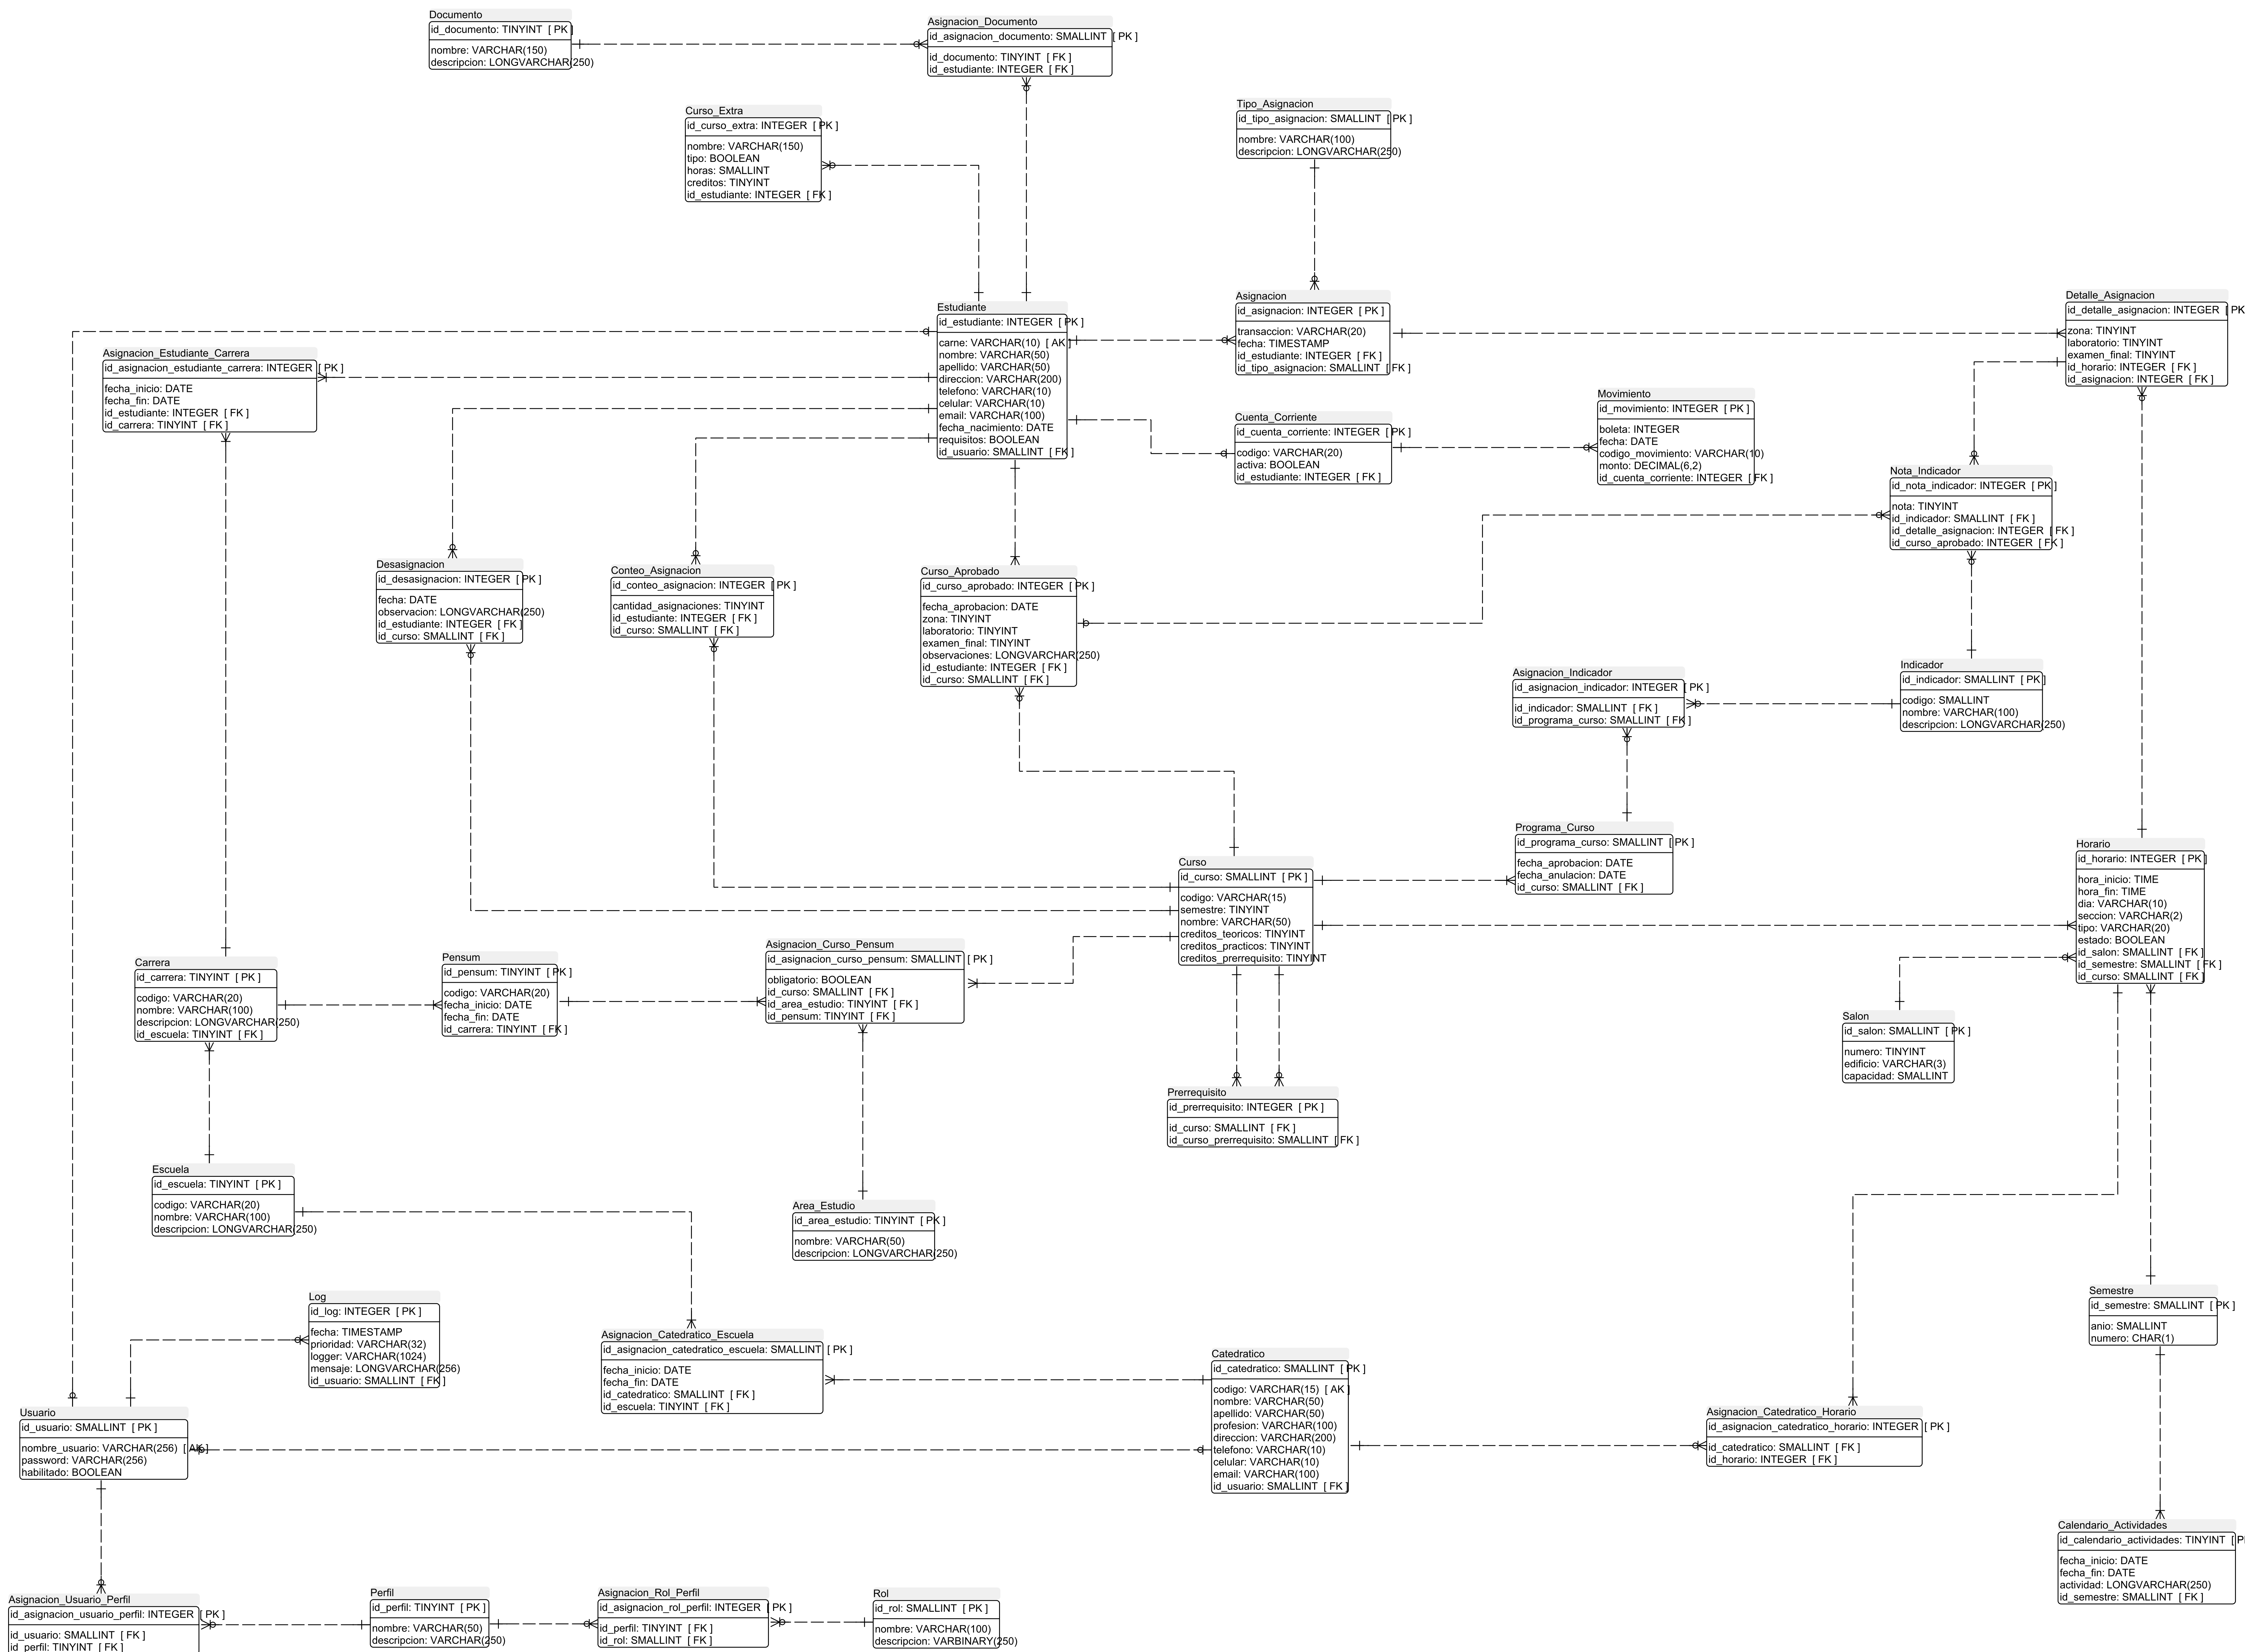 Documento
id_documento: TINYINT  [ PK ]
nombre: VARCHAR(150)
descripcion: LONGVARCHAR(250)
Asignacion_Documento
id_asignacion_documento: SMALLINT  [ PK ]
id_documento: TINYINT  [ FK ]
id_estudiante: INTEGER  [ FK ]
Curso_Extra
id_curso_extra: INTEGER  [ PK ]
nombre: VARCHAR(150)
tipo: BOOLEAN
horas: SMALLINT
creditos: TINYINT
id_estudiante: INTEGER  [ FK ]
Tipo_Asignacion
id_tipo_asignacion: SMALLINT  [ PK ]
nombre: VARCHAR(100)
descripcion: LONGVARCHAR(250)
Estudiante
id_estudiante: INTEGER  [ PK ]
carne: VARCHAR(10)  [ AK ]
nombre: VARCHAR(50)
apellido: VARCHAR(50)
direccion: VARCHAR(200)
telefono: VARCHAR(10)
celular: VARCHAR(10)
email: VARCHAR(100)
fecha_nacimiento: DATE
requisitos: BOOLEAN
id_usuario: SMALLINT  [ FK ]
Asignacion
id_asignacion: INTEGER  [ PK ]
transaccion: VARCHAR(20)
fecha: TIMESTAMP
id_estudiante: INTEGER  [ FK ]
id_tipo_asignacion: SMALLINT  [ FK ]
Detalle_Asignacion
id_detalle_asignacion: INTEGER  [ PK
zona: TINYINT
laboratorio: TINYINT
examen_final: TINYINT
id_horario: INTEGER  [ FK ]
id_asignacion: INTEGER  [ FK ]
Asignacion_Estudiante_Carrera
id_asignacion_estudiante_carrera: INTEGER  [ PK ]
fecha_inicio: DATE
fecha_fin: DATE
id_estudiante: INTEGER  [ FK ]
id_carrera: TINYINT  [ FK ]
Cuenta_Corriente
id_cuenta_corriente: INTEGER  [ PK ]
codigo: VARCHAR(20)
activa: BOOLEAN
id_estudiante: INTEGER  [ FK ]
Movimiento
id_movimiento: INTEGER  [ PK ]
boleta: INTEGER
fecha: DATE
codigo_movimiento: VARCHAR(10)
monto: DECIMAL(6,2)
id_cuenta_corriente: INTEGER  [ FK ]
Nota_Indicador
id_nota_indicador: INTEGER  [ PK ]
nota: TINYINT
id_indicador: SMALLINT  [ FK ]
id_detalle_asignacion: INTEGER  [ FK ]
id_curso_aprobado: INTEGER  [ FK ]
Desasignacion
id_desasignacion: INTEGER  [ PK ]
fecha: DATE
observacion: LONGVARCHAR(250)
id_estudiante: INTEGER  [ FK ]
id_curso: SMALLINT  [ FK ]
Conteo_Asignacion
id_conteo_asignacion: INTEGER  [ PK ]
cantidad_asignaciones: TINYINT
id_estudiante: INTEGER  [ FK ]
id_curso: SMALLINT  [ FK ]
Curso_Aprobado
id_curso_aprobado: INTEGER  [ PK ]
fecha_aprobacion: DATE
zona: TINYINT
laboratorio: TINYINT
examen_final: TINYINT
observaciones: LONGVARCHAR(250)
id_estudiante: INTEGER  [ FK ]
id_curso: SMALLINT  [ FK ]
Asignacion_Indicador
id_asignacion_indicador: INTEGER  [ PK ]
id_indicador: SMALLINT  [ FK ]
id_programa_curso: SMALLINT  [ FK ]
Indicador
id_indicador: SMALLINT  [ PK ]
codigo: SMALLINT
nombre: VARCHAR(100)
descripcion: LONGVARCHAR(250)
Programa_Curso
id_programa_curso: SMALLINT  [ PK ]
fecha_aprobacion: DATE
fecha_anulacion: DATE
id_curso: SMALLINT  [ FK ]
Horario
id_horario: INTEGER  [ PK ]
hora_inicio: TIME
hora_fin: TIME
dia: VARCHAR(10)
seccion: VARCHAR(2)
tipo: VARCHAR(20)
estado: BOOLEAN
id_salon: SMALLINT  [ FK ]
id_semestre: SMALLINT  [ FK ]
id_curso: SMALLINT  [ FK ]
Curso
id_curso: SMALLINT  [ PK ]
codigo: VARCHAR(15)
semestre: TINYINT
nombre: VARCHAR(50)
creditos_teoricos: TINYINT
creditos_practicos: TINYINT
creditos_prerrequisito: TINYINT
Carrera
id_carrera: TINYINT  [ PK ]
codigo: VARCHAR(20)
nombre: VARCHAR(100)
descripcion: LONGVARCHAR(250)
id_escuela: TINYINT  [ FK ]
Pensum
id_pensum: TINYINT  [ PK ]
codigo: VARCHAR(20)
fecha_inicio: DATE
fecha_fin: DATE
id_carrera: TINYINT  [ FK ]
Asignacion_Curso_Pensum
id_asignacion_curso_pensum: SMALLINT  [ PK ]
obligatorio: BOOLEAN
id_curso: SMALLINT  [ FK ]
id_area_estudio: TINYINT  [ FK ]
id_pensum: TINYINT  [ FK ]
Salon
id_salon: SMALLINT  [ PK ]
numero: TINYINT
edificio: VARCHAR(3)
capacidad: SMALLINT
Prerrequisito
id_prerrequisito: INTEGER  [ PK ]
id_curso: SMALLINT  [ FK ]
id_curso_prerrequisito: SMALLINT  [ FK ]
Escuela
id_escuela: TINYINT  [ PK ]
codigo: VARCHAR(20)
nombre: VARCHAR(100)
descripcion: LONGVARCHAR(250)
Area_Estudio
id_area_estudio: TINYINT  [ PK ]
nombre: VARCHAR(50)
descripcion: LONGVARCHAR(250)
Log
id_log: INTEGER  [ PK ]
fecha: TIMESTAMP
prioridad: VARCHAR(32)
logger: VARCHAR(1024)
mensaje: LONGVARCHAR(256)
id_usuario: SMALLINT  [ FK ]
Semestre
id_semestre: SMALLINT  [ PK ]
anio: SMALLINT
numero: CHAR(1)
Asignacion_Catedratico_Escuela
id_asignacion_catedratico_escuela: SMALLINT  [ PK ]
fecha_inicio: DATE
fecha_fin: DATE
id_catedratico: SMALLINT  [ FK ]
id_escuela: TINYINT  [ FK ]
Catedratico
id_catedratico: SMALLINT  [ PK ]
codigo: VARCHAR(15)  [ AK ]
nombre: VARCHAR(50)
apellido: VARCHAR(50)
profesion: VARCHAR(100)
direccion: VARCHAR(200)
telefono: VARCHAR(10)
celular: VARCHAR(10)
email: VARCHAR(100)
id_usuario: SMALLINT  [ FK ]
Usuario
id_usuario: SMALLINT  [ PK ]
nombre_usuario: VARCHAR(256)  [ AK ]
password: VARCHAR(256)
habilitado: BOOLEAN
Asignacion_Catedratico_Horario
id_asignacion_catedratico_horario: INTEGER  [ PK ]
id_catedratico: SMALLINT  [ FK ]
id_horario: INTEGER  [ FK ]
Calendario_Actividades
id_calendario_actividades: TINYINT  [ P
fecha_inicio: DATE
fecha_fin: DATE
actividad: LONGVARCHAR(250)
id_semestre: SMALLINT  [ FK ]
Asignacion_Usuario_Perfil
id_asignacion_usuario_perfil: INTEGER  [ PK ]
id_usuario: SMALLINT  [ FK ]
id_perfil: TINYINT  [ FK ]
Perfil
id_perfil: TINYINT  [ PK ]
nombre: VARCHAR(50)
descripcion: VARCHAR(250)
Asignacion_Rol_Perfil
id_asignacion_rol_perfil: INTEGER  [ PK ]
id_perfil: TINYINT  [ FK ]
id_rol: SMALLINT  [ FK ]
Rol
id_rol: SMALLINT  [ PK ]
nombre: VARCHAR(100)
descripcion: VARBINARY(250)